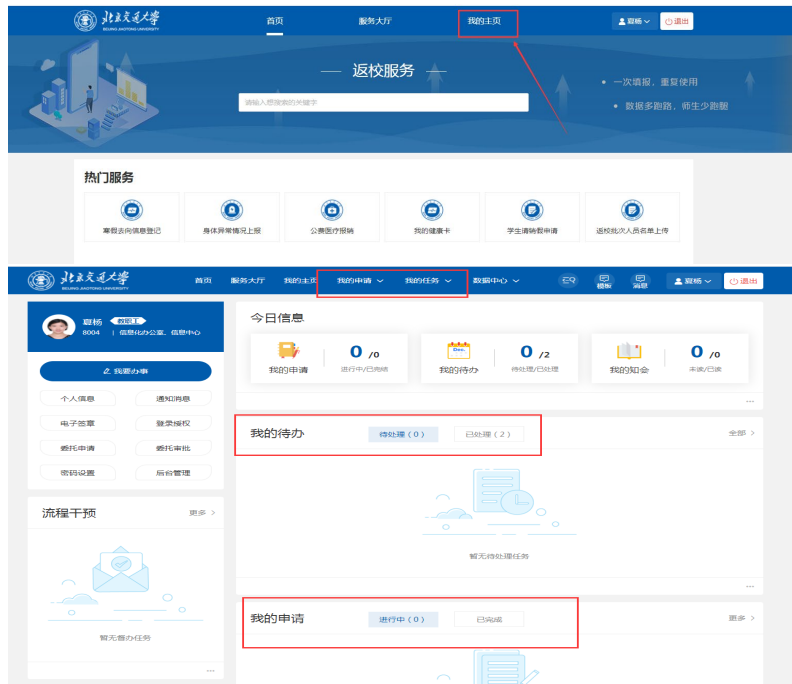 北京交通大学
BEIJING JIAOTONG UNIVERSITY
首页 服务大厅 我的主页 夏杨 退出
返校服务
请输入想搜索的关键字
• 一次填报，重复使用
• 数据多跑路，师生少跑腿
热门服务
寒假去向信息登记 身体异常情况上报 公费医疗报销 我的健康卡 学生请销假申请 返校批次人员名单上传
北京交通大学
BEIJING JIAOTONG UNIVERSITY
首页 服务大厅 我的主页 我的申请 我的任务 数据中心 模板 消息 夏杨 退出
夏杨 教职工
8004 | 信息化办公室, 信息中心
我要办事
个人信息 通知消息
电子签章 登录授权
委托申请 委托审批
密码设置 后台管理
流程干预 更多 >
暂无督办任务
...
今日信息
我的申请 0 /0 进行中/已完结
Dec. 我的待办 0 /2 待处理/已处理
我的知会 0 /0 未读/已读
...
我的待办 待处理（0） 已处理（2） 全部 >
暂无待处理任务
...
我的申请 进行中（0） 已完成 更多 >